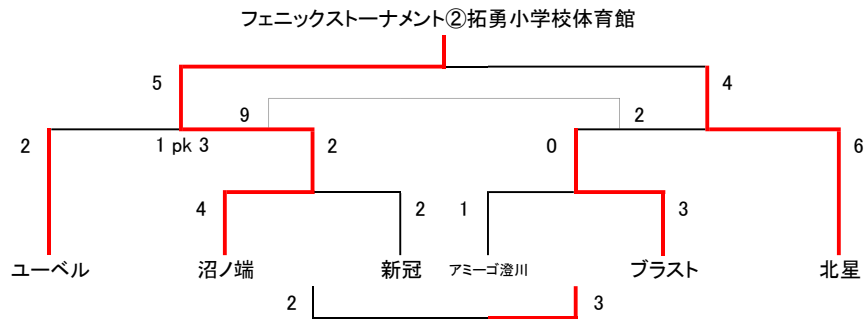 フェニックストーナメント②拓勇小学校体育館
5 4
9 2
2 1 pk 3 2 0 6
4 2 1 3
ユーベル 沼ノ端 新冠 アミーゴ澄川 ブラスト 北星
2 3